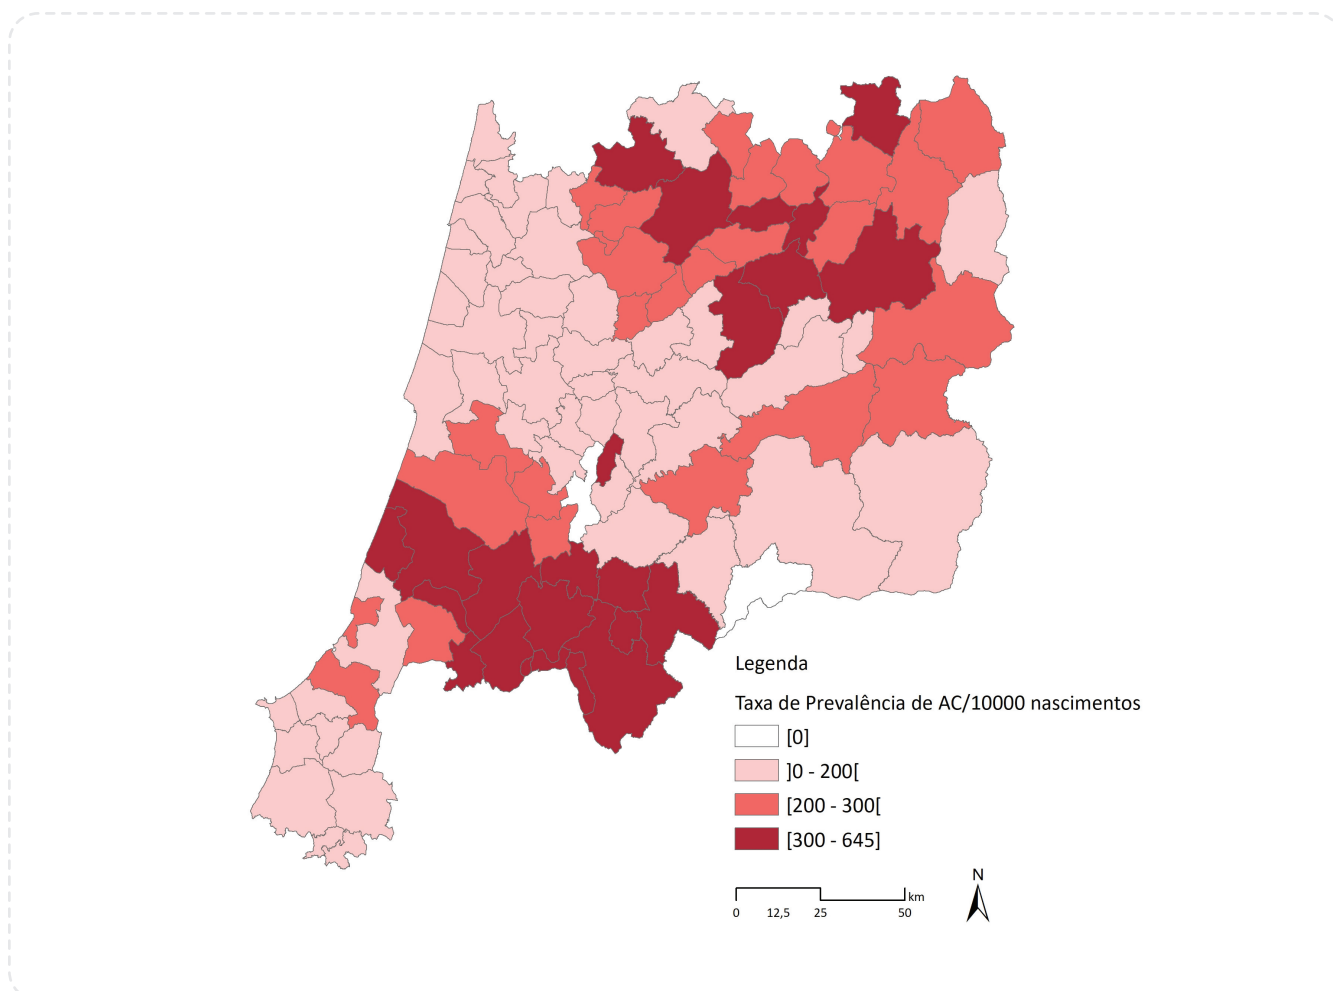 Legenda
Taxa de Prevalência de AC/10000 nascimentos
[0]
]0 - 200[
[200 - 300[
[300 - 645]
N
km
0 12,5 25 50